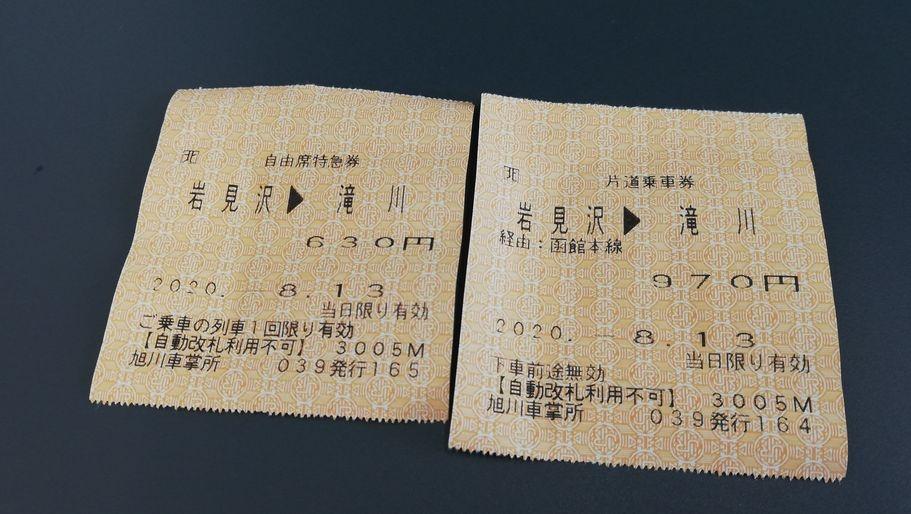 北 自由席特急券
岩見沢▶滝川
630円
2020.-8.13
当日限り有効
ご乗車の列車1回限り有効
【自動改札利用不可】 3005M
旭川車掌所 039発行165
北 片道乗車券
岩見沢▶滝川
経由:函館本線
970円
2020.-8.13
当日限り有効
下車前途無効
【自動改札利用不可】 3005M
旭川車掌所 039発行164